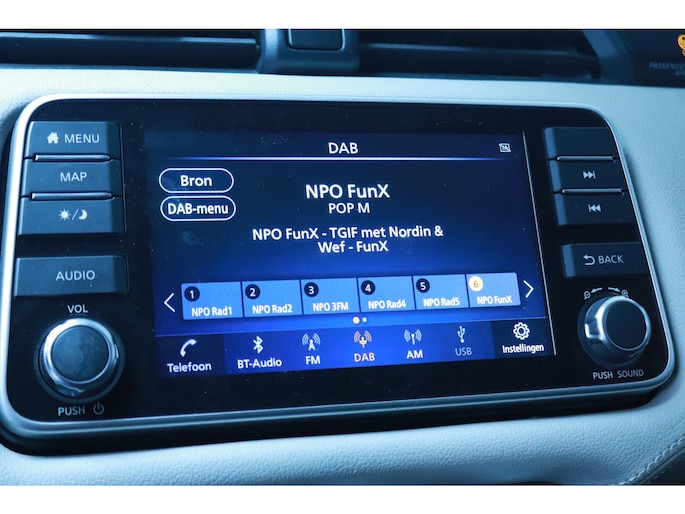 PASSENGER
MENU
MAP
AUDIO
VOL
PUSH
DAB
Bron
DAB-menu
NPO FunX
POP M
NPO FunX - TGIF met Nordin &
Wef - FunX
1 2 3 4 5 6
NPO Rad1 NPO Rad2 NPO 3FM NPO Rad4 NPO Rad5 NPO FunX
Telefoon BT-Audio FM DAB AM USB Instellingen
BACK
PUSH SOUND